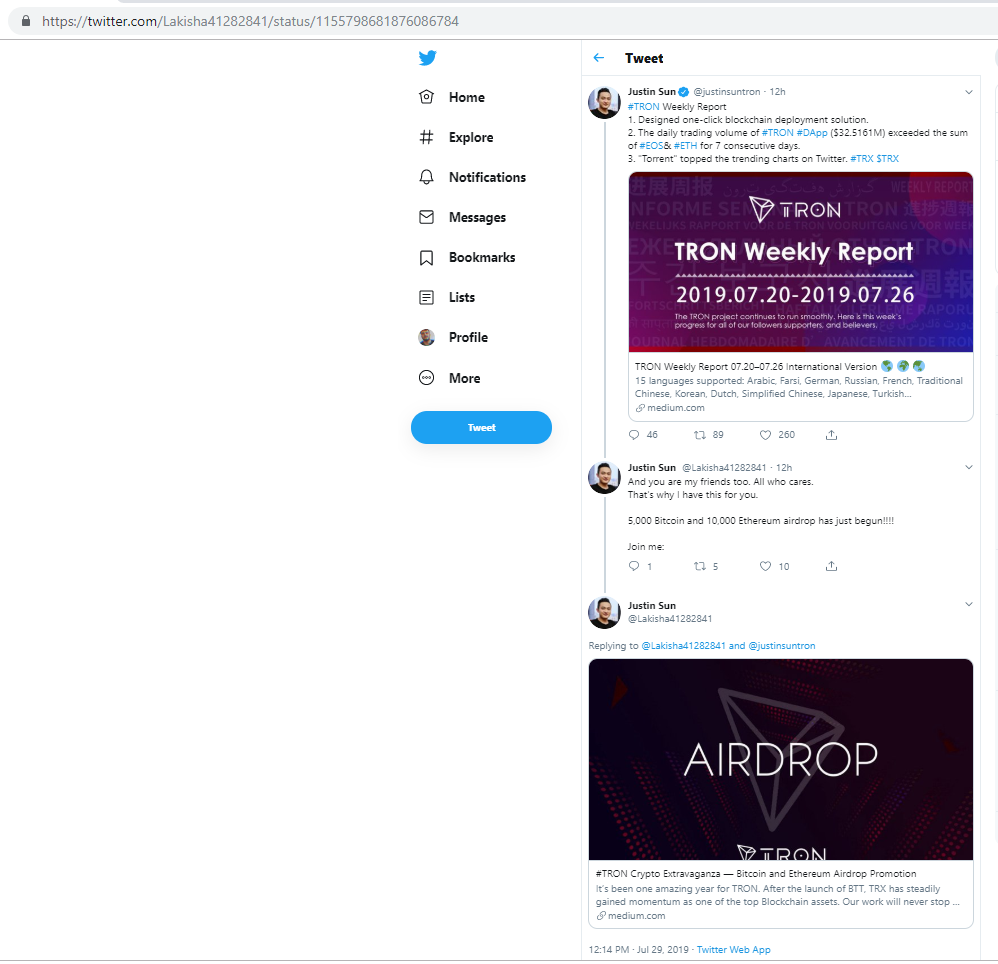 https://twitter.com/Lakisha41282841/status/1155798681876086784
Home
Explore
Notifications
Messages
Bookmarks
Lists
Profile
More
Tweet
Tweet
Justin Sun @justinsuntron · 12h
#TRON Weekly Report
1. Designed one-click blockchain deployment solution.
2. The daily trading volume of #TRON #DApp ($32.5161M) exceeded the sum
of #EOS& #ETH for 7 consecutive days.
3. "Torrent" topped the trending charts on Twitter. #TRX $TRX
进展周报
WEEKLY REPORT
TRON
TRON Weekly Report
2019.07.20-2019.07.26
The TRON project continues to run smoothly. Here is this week's
progress for all of our followers supporters, and believers.
TRON Weekly Report 07.20–07.26 International Version 🌏 🌍 🌏
15 languages supported: Arabic, Farsi, German, Russian, French, Traditional
Chinese, Korean, Dutch, Simplified Chinese, Japanese, Turkish...
medium.com
46 89 260
Justin Sun @Lakisha41282841 · 12h
And you are my friends too. All who cares.
That's why I have this for you.
5,000 Bitcoin and 10,000 Ethereum airdrop has just begun!!!!
Join me:
1 5 10
Justin Sun
@Lakisha41282841
Replying to @Lakisha41282841 and @justinsuntron
AIRDROP
TRON
#TRON Crypto Extravaganza — Bitcoin and Ethereum Airdrop Promotion
It's been one amazing year for TRON. After the launch of BTT, TRX has steadily
gained momentum as one of the top Blockchain assets. Our work will never stop ...
medium.com
12:14 PM · Jul 29, 2019 · Twitter Web App